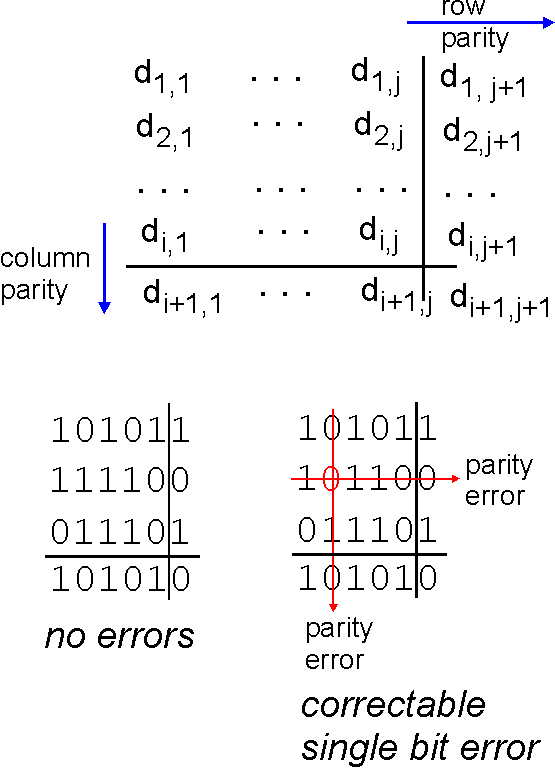 row
parity
d1,1 . . . d1,j d1, j+1
d2,1 . . . d2,j d2,j+1
. . . . . . . . . . . .
di,1 . . . di,j di,j+1
column
parity
di+1,1 . . . di+1,j di+1,j+1
101011
111100
011101
101010
no errors
101011
101100
011101
101010
parity
error
parity
error
correctable
single bit error